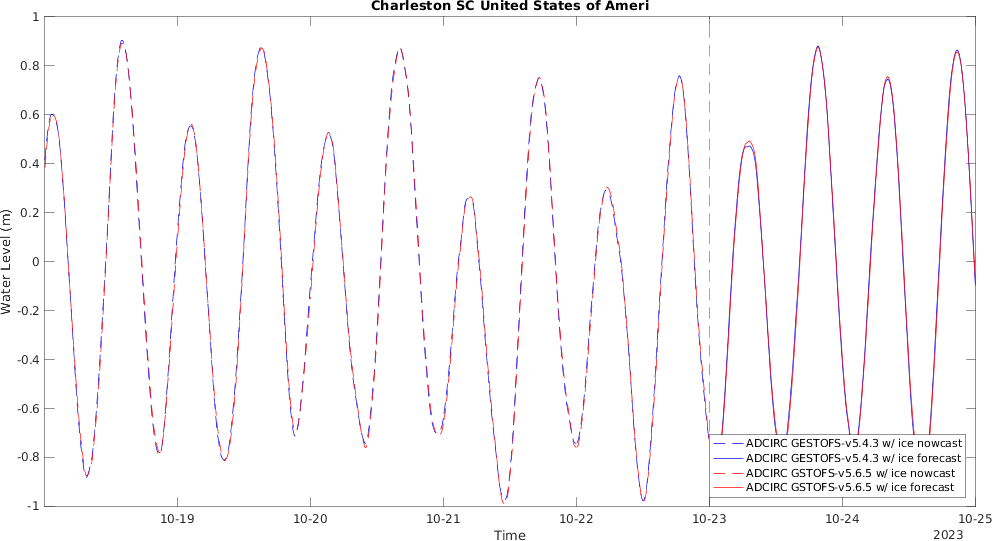 Charleston SC United States of Ameri
1
0.8
0.6
0.4
0.2
0
-0.2
-0.4
-0.6
-0.8
-1
Water Level (m)
10-19
10-20
10-21
10-22
10-23
10-24
10-25
Time
2023
ADCIRC GESTOFS-v5.4.3 w/ ice nowcast
ADCIRC GESTOFS-v5.4.3 w/ ice forecast
ADCIRC GSTOFS-v5.6.5 w/ ice nowcast
ADCIRC GSTOFS-v5.6.5 w/ ice forecast